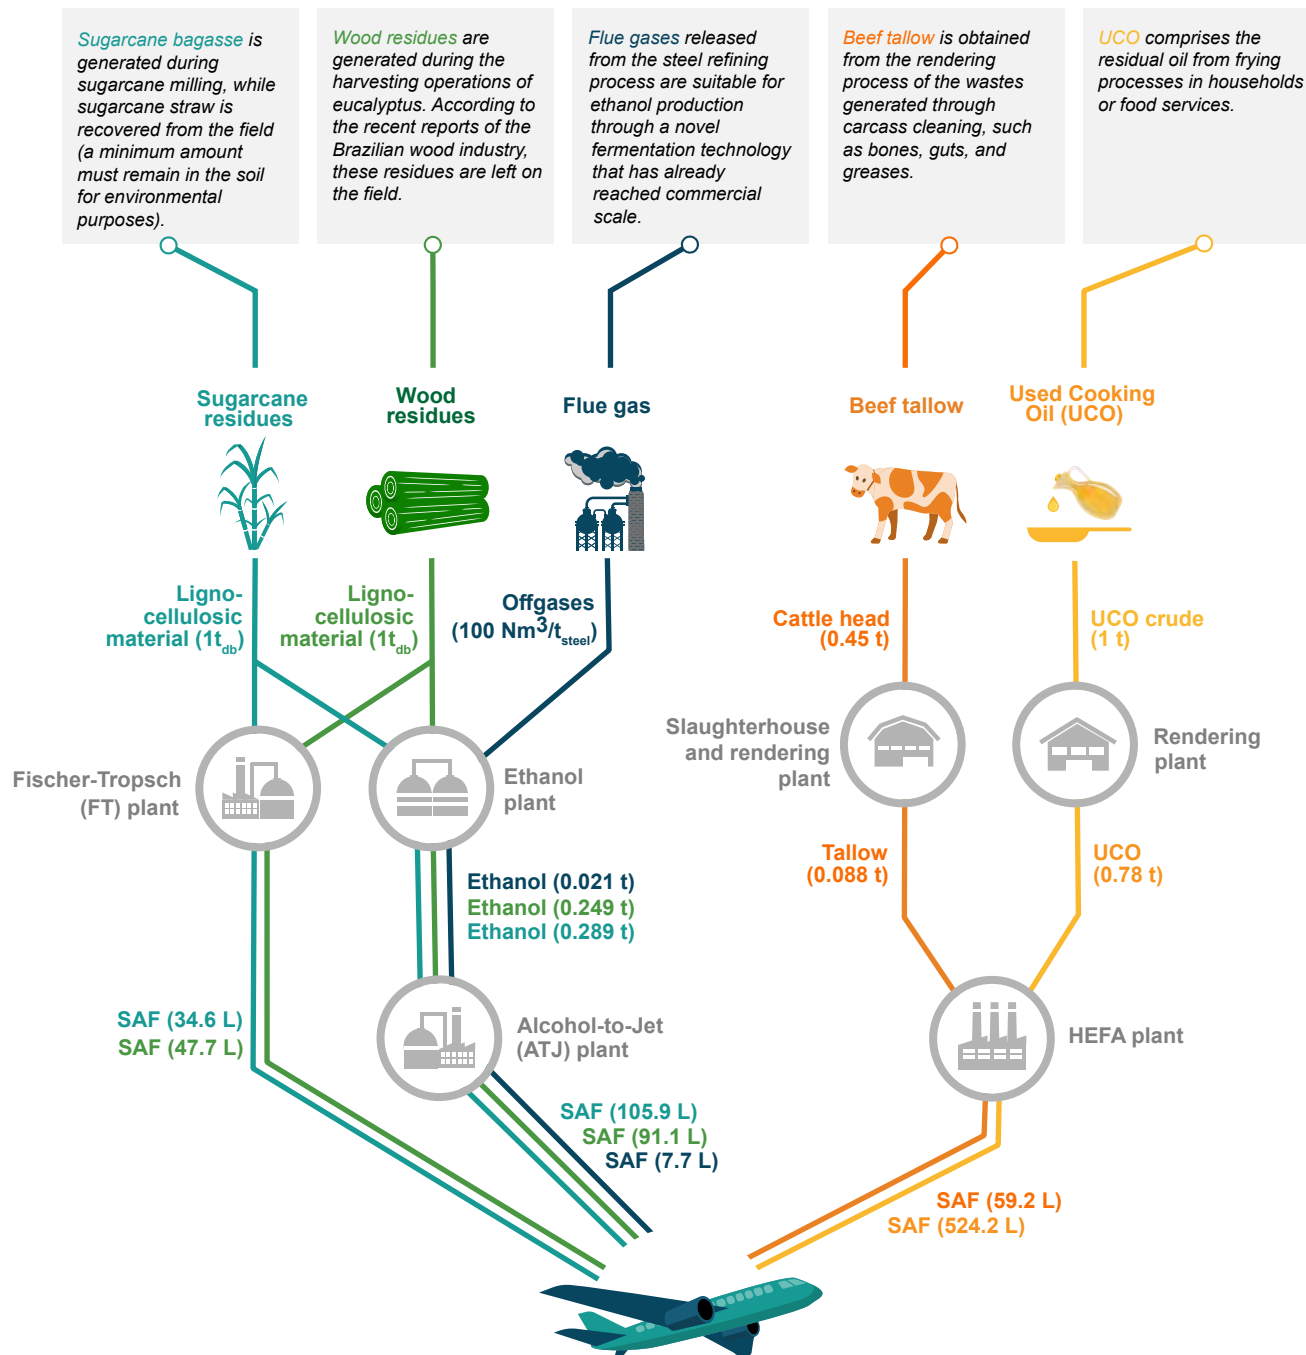 Sugarcane bagasse is
generated during
sugarcane milling, while
sugarcane straw is
recovered from the field
(a minimum amount
must remain in the soil
for environmental
purposes).
Wood residues are
generated during the
harvesting operations of
eucalyptus. According to
the recent reports of the
Brazilian wood industry,
these residues are left on
the field.
Flue gases released
from the steel refining
process are suitable for
ethanol production
through a novel
fermentation technology
that has already
reached commercial
scale.
Beef tallow is obtained
from the rendering
process of the wastes
generated through
carcass cleaning, such
as bones, guts, and
greases.
UCO comprises the
residual oil from frying
processes in households
or food services.
Sugarcane
residues
Wood
residues
Flue gas
Beef tallow
Used Cooking
Oil (UCO)
Ligno-
cellulosic
material (1t_db)
Ligno-
cellulosic
material (1t_db)
Offgases
(100 Nm³/t_steel)
Cattle head
(0.45 t)
UCO crude
(1 t)
Fischer-Tropsch
(FT) plant
Ethanol
plant
Slaughterhouse
and rendering
plant
Rendering
plant
Ethanol (0.021 t)
Ethanol (0.249 t)
Ethanol (0.289 t)
Tallow
(0.088 t)
UCO
(0.78 t)
SAF (34.6 L)
SAF (47.7 L)
Alcohol-to-Jet
(ATJ) plant
HEFA plant
SAF (105.9 L)
SAF (91.1 L)
SAF (7.7 L)
SAF (59.2 L)
SAF (524.2 L)